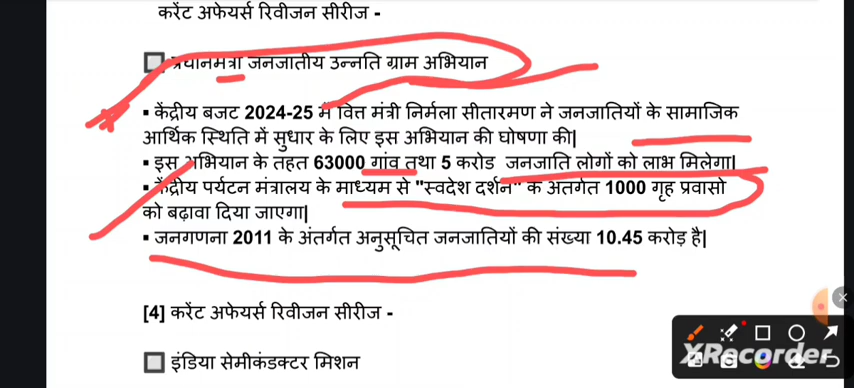 करेंट अफेयर्स रिवीजन सीरीज -
प्रधानमंत्री जनजातीय उन्नति ग्राम अभियान
▪ केंद्रीय बजट 2024-25 में वित्त मंत्री निर्मला सीतारमण ने जनजातियों के सामाजिक
आर्थिक स्थिति में सुधार के लिए इस अभियान की घोषणा की|
▪ इस अभियान के तहत 63000 गांव तथा 5 करोड़ जनजाति लोगों को लाभ मिलेगा|
▪ केंद्रीय पर्यटन मंत्रालय के माध्यम से "स्वदेश दर्शन" के अंतर्गत 1000 गृह प्रवासो
को बढ़ावा दिया जाएगा|
▪ जनगणना 2011 के अंतर्गत अनुसूचित जनजातियों की संख्या 10.45 करोड़ है|
[4] करेंट अफेयर्स रिवीजन सीरीज -
इंडिया सेमीकंडक्टर मिशन
XRecorder